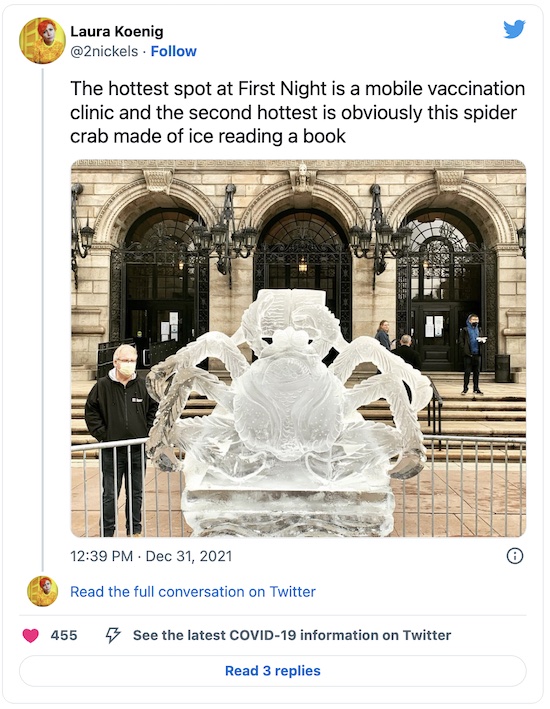 Laura Koenig
@2nickels · Follow
The hottest spot at First Night is a mobile vaccination
clinic and the second hottest is obviously this spider
crab made of ice reading a book
12:39 PM · Dec 31, 2021
Read the full conversation on Twitter
455 See the latest COVID-19 information on Twitter
Read 3 replies